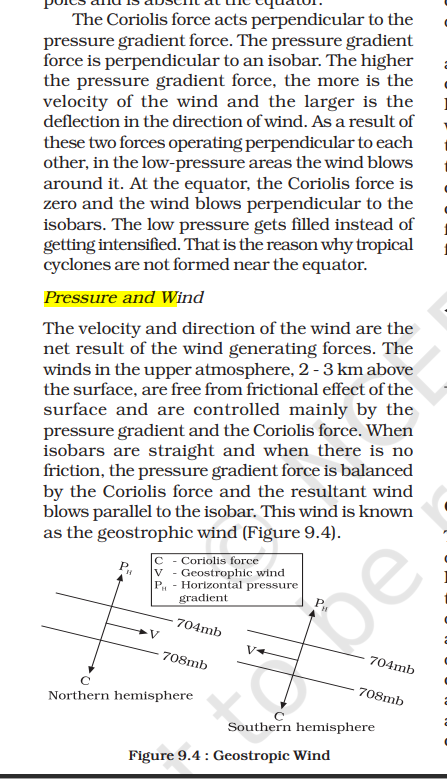 poles and is absent at the equator.
The Coriolis force acts perpendicular to the
pressure gradient force. The pressure gradient
force is perpendicular to an isobar. The higher
the pressure gradient force, the more is the
velocity of the wind and the larger is the
deflection in the direction of wind. As a result of
these two forces operating perpendicular to each
other, in the low-pressure areas the wind blows
around it. At the equator, the Coriolis force is
zero and the wind blows perpendicular to the
isobars. The low pressure gets filled instead of
getting intensified. That is the reason why tropical
cyclones are not formed near the equator.
Pressure and Wind
The velocity and direction of the wind are the
net result of the wind generating forces. The
winds in the upper atmosphere, 2 - 3 km above
the surface, are free from frictional effect of the
surface and are controlled mainly by the
pressure gradient and the Coriolis force. When
isobars are straight and when there is no
friction, the pressure gradient force is balanced
by the Coriolis force and the resultant wind
blows parallel to the isobar. This wind is known
as the geostrophic wind (Figure 9.4).
C - Coriolis force
V - Geostrophic wind
PH - Horizontal pressure
gradient
PH
704mb
V
708mb
C
Northern hemisphere
PH
V
704mb
708mb
C
Southern hemisphere
Figure 9.4 : Geostropic Wind
© NCE
t to be r